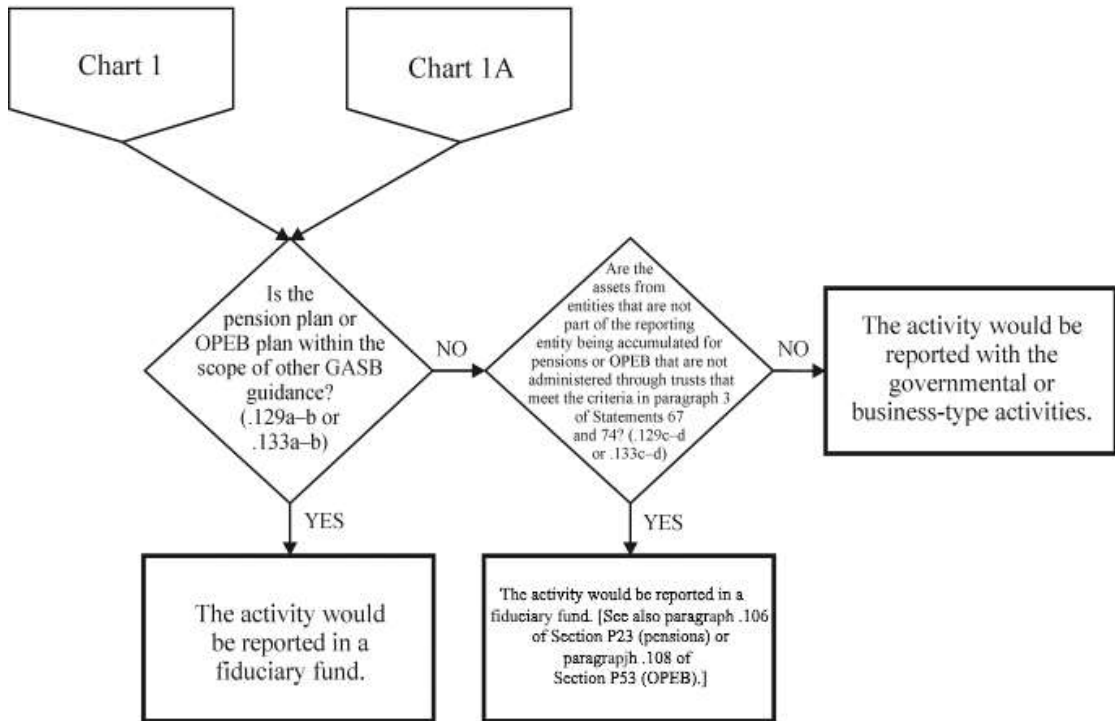 Chart 1
Chart 1A
Is the
pension plan or
OPEB plan within the
scope of other GASB
guidance?
(.129a–b or
.133a–b)
NO
Are the
assets from
entities that are not
part of the reporting
entity being accumulated for
pensions or OPEB that are not
administered through trusts that
meet the criteria in paragraph 3
of Statements 67
and 74? (.129c–d
or .133c–d)
NO
The activity would be
reported with the
governmental or
business-type activities.
YES
YES
The activity would
be reported in a
fiduciary fund.
The activity would be reported in a
fiduciary fund. [See also paragraph .106
of Section P23 (pensions) or
paragrapjh .108 of
Section P53 (OPEB).]